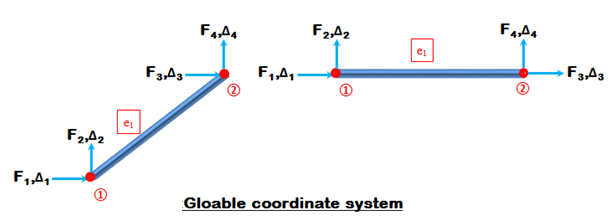 F₄,Δ₄
F₃,Δ₃
②
e₁
F₂,Δ₂
F₁,Δ₁
①
F₂,Δ₂
F₄,Δ₄
e₁
F₁,Δ₁
F₃,Δ₃
①
②
Gloable coordinate system